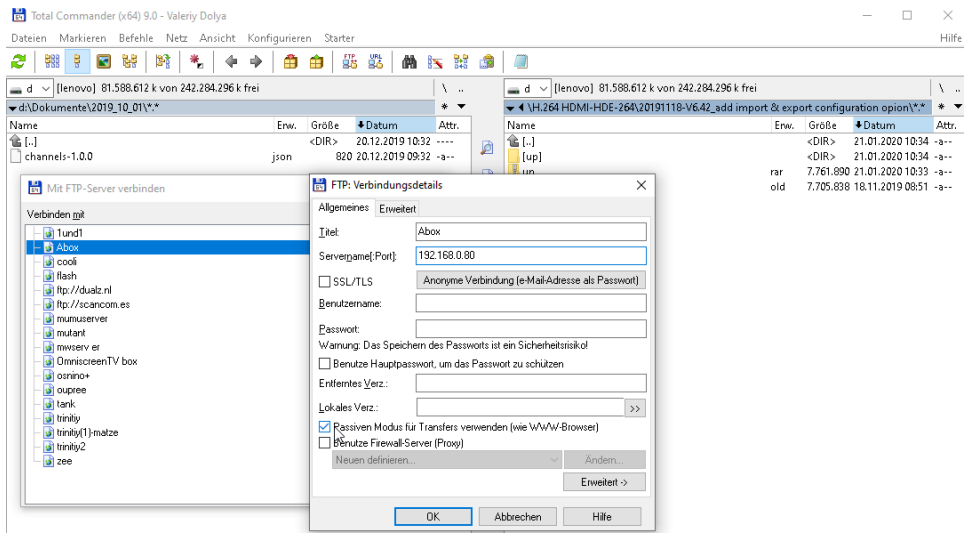 Total Commander (x64) 9.0 - Valeriy Dolya
Dateien Markieren Befehle Netz Ansicht Konfigurieren Starter Hilfe
FTP URL
d [lenovo] 81.588.612 k von 242.284.296 k frei \ ..
d:\Dokumente\2019_10_01\*.* * ▼
Name Erw. Größe Datum Attr.
[..] <DIR> 20.12.2019 10:32 ----
channels-1.0.0 json 820 20.12.2019 09:32 -a--
d [lenovo] 81.588.612 k von 242.284.296 k frei \ ..
\H.264 HDMI-HDE-264\20191118-V6.42_add import & export configuration opion\*.* * ▼
Name Erw. Größe Datum Attr.
[..] <DIR> 21.01.2020 10:34 -a--
[up] <DIR> 21.01.2020 10:34 -a--
up rar 7.761.890 21.01.2020 10:33 -a--
old 7.705.838 18.11.2019 08:51 -a--
Mit FTP-Server verbinden
Verbinden mit
1und1
Abox
cooli
flash
ftp://dualz.nl
ftp://scancom.es
mumuserver
mutant
mwserv er
OmniscreenTV box
osnino+
oupree
tank
trinitiy
trinitiy(1)-matze
trinitiy2
zee
FTP: Verbindungsdetails
Allgemeines Erweitert
Titel: Abox
Servername[:Port]: 192.168.0.80
SSL/TLS Anonyme Verbindung (e-Mail-Adresse als Passwort)
Benutzername:
Passwort:
Warnung: Das Speichern des Passworts ist ein Sicherheitsrisiko!
Benutze Hauptpasswort, um das Passwort zu schützen
Entferntes Verz.:
Lokales Verz.: >>
Passiven Modus für Transfers verwenden (wie WWW-Browser)
Benutze Firewall-Server (Proxy)
Neuen definieren... Ändern...
Erweitert ->
OK Abbrechen Hilfe